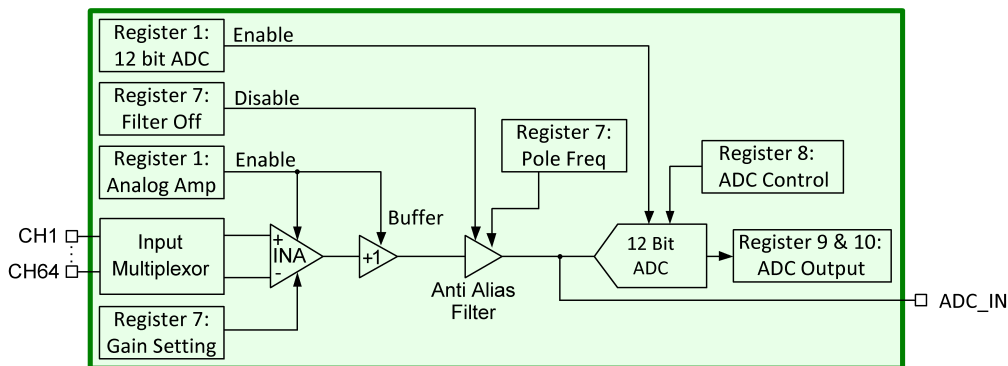 Register 1:
12 bit ADC
Enable
Register 7:
Filter Off
Disable
Register 7:
Pole Freq
Register 1:
Analog Amp
Enable
Register 8:
ADC Control
Buffer
CH1
CH64
Input
Multiplexor
+
INA
-
+1
Anti Alias
Filter
12 Bit
ADC
Register 9 & 10:
ADC Output
ADC_IN
Register 7:
Gain Setting